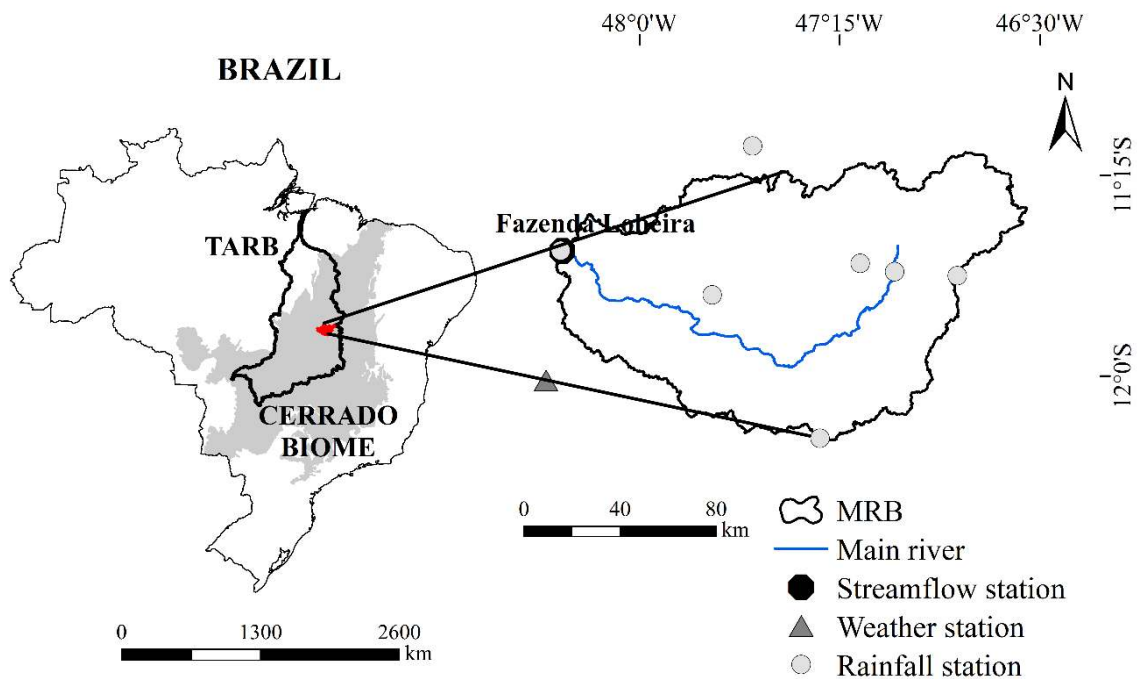 48°0'W 47°15'W 46°30'W
BRAZIL
N
11°15'S
Fazenda Lobeira
TARB
12°0'S
CERRADO
BIOME
0 40 80
km
MRB
Main river
Streamflow station
Weather station
Rainfall station
0 1300 2600
km